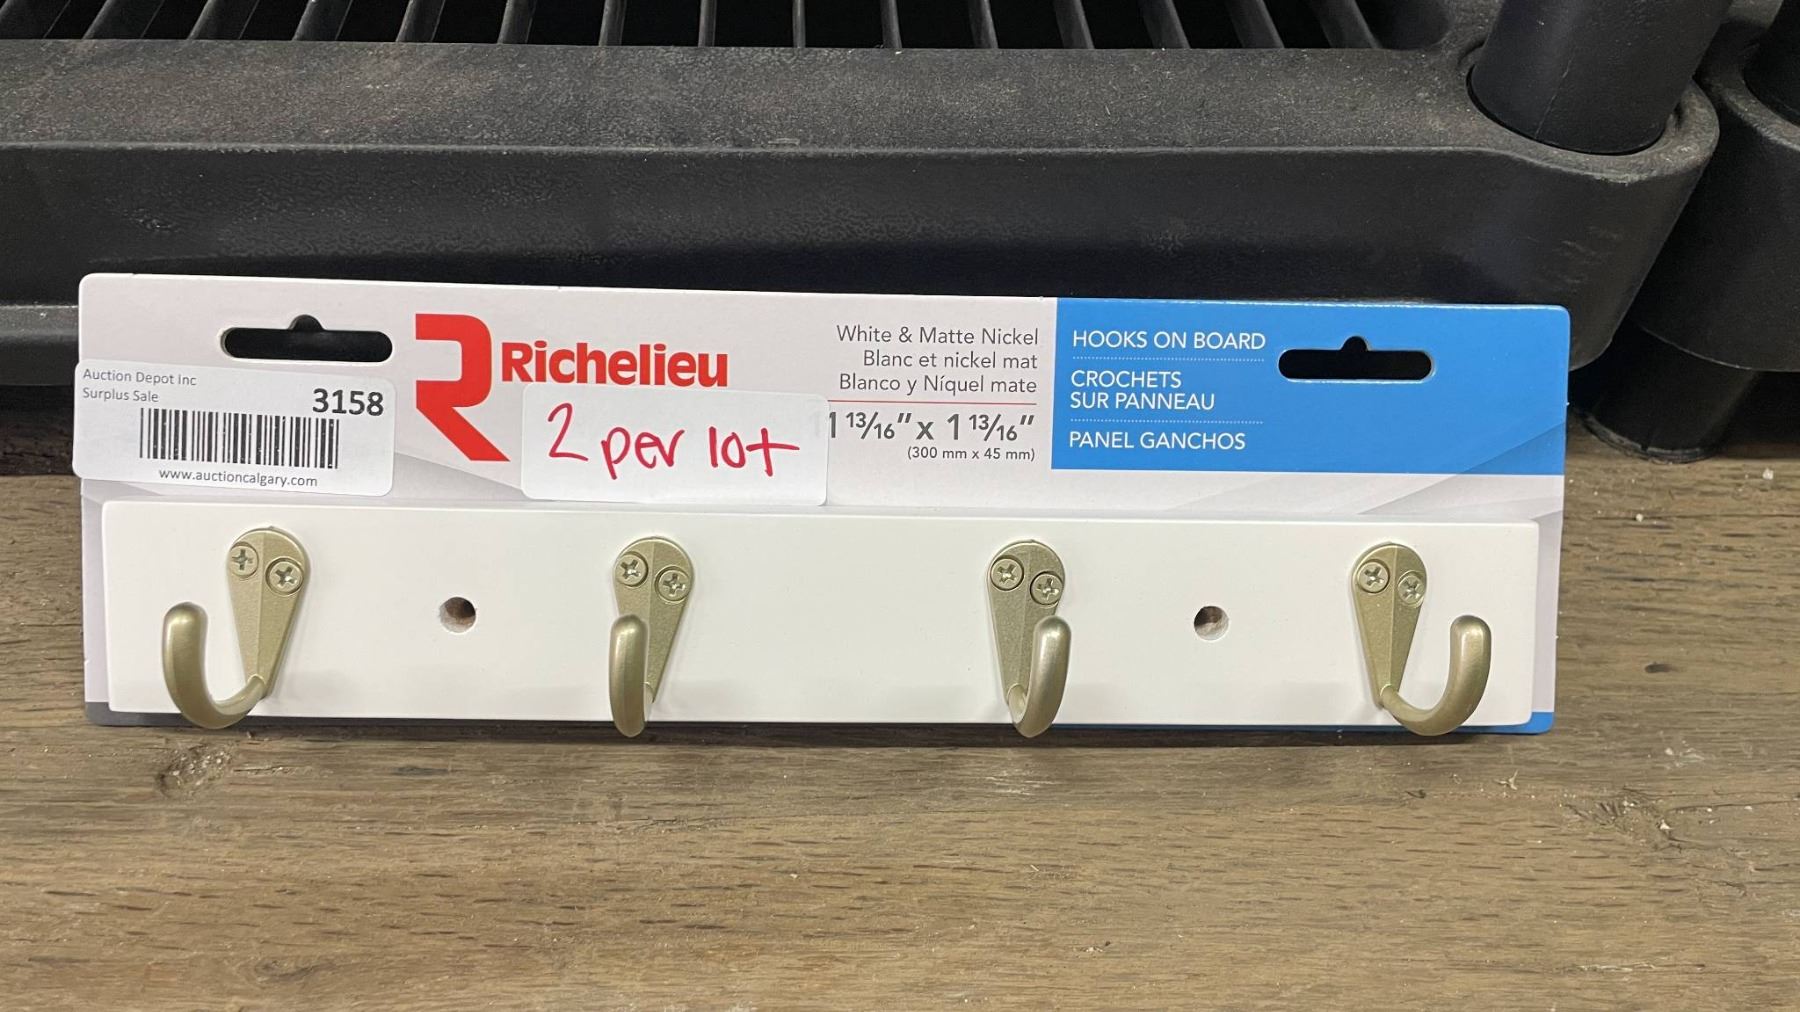 Auction Depot Inc
Surplus Sale
3158
www.auctioncalgary.com
Richelieu
2 per lot
White & Matte Nickel
Blanc et nickel mat
Blanco y Níquel mate
11 13/16" x 1 13/16"
(300 mm x 45 mm)
HOOKS ON BOARD
CROCHETS
SUR PANNEAU
PANEL GANCHOS